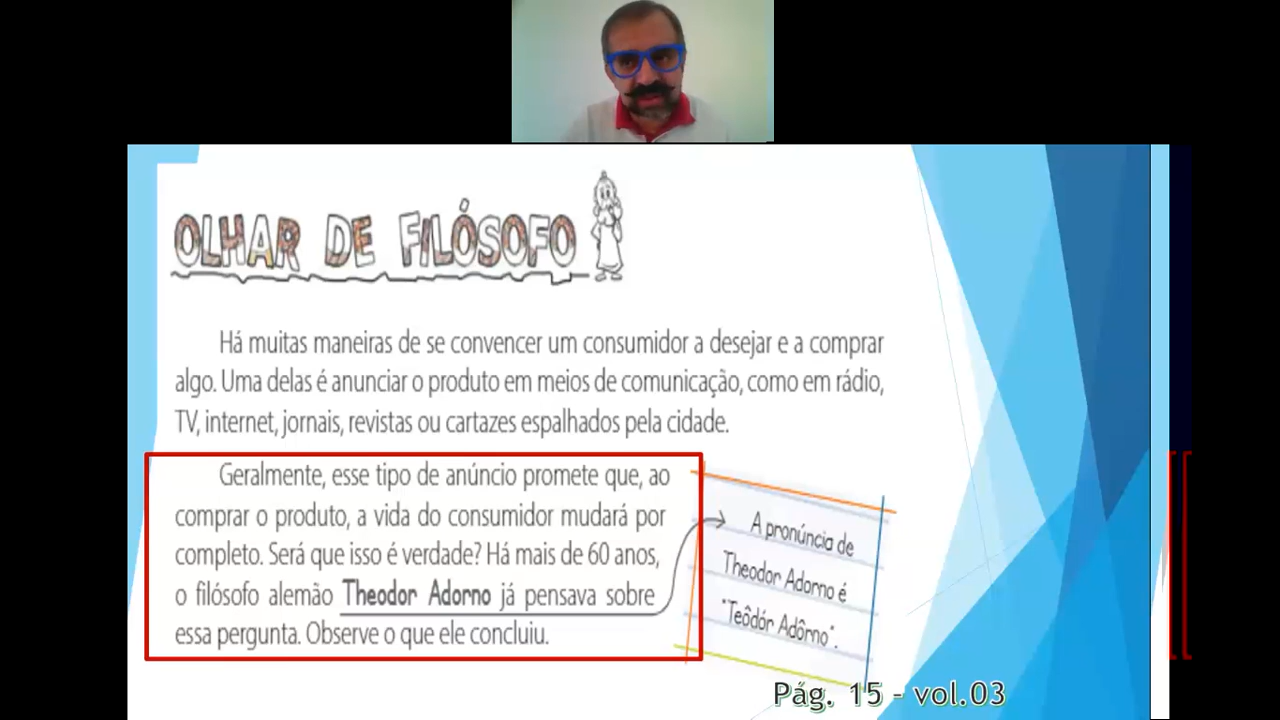 OLHAR DE FILÓSOFO
Há muitas maneiras de se convencer um consumidor a desejar e a comprar
algo. Uma delas é anunciar o produto em meios de comunicação, como em rádio,
TV, internet, jornais, revistas ou cartazes espalhados pela cidade.
Geralmente, esse tipo de anúncio promete que, ao
comprar o produto, a vida do consumidor mudará por
completo. Será que isso é verdade? Há mais de 60 anos,
o filósofo alemão Theodor Adorno já pensava sobre
essa pergunta. Observe o que ele concluiu.
A pronúncia de
Theodor Adorno é
"Teôdór Adôrno".
Pág. 15 - vol.03